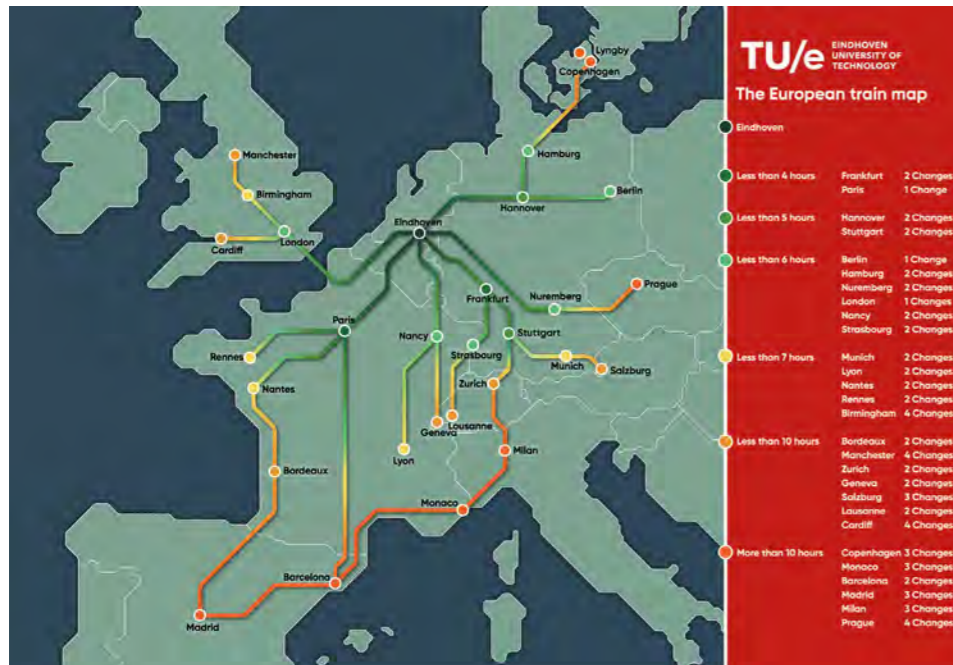 Lyngby
Copenhagen
Manchester
Hamburg
Birmingham
Berlin
Hannover
Eindhoven
London
Cardiff
Prague
Frankfurt
Nuremberg
Paris
Nancy
Stuttgart
Rennes
Strasbourg
Munich
Salzburg
Nantes
Zurich
Lausanne
Geneva
Lyon
Milan
Bordeaux
Monaco
Barcelona
Madrid
TU/e EINDHOVEN
UNIVERSITY OF
TECHNOLOGY
The European train map
Eindhoven
Less than 4 hours Frankfurt 2 Changes
Paris 1 Change
Less than 5 hours Hannover 2 Changes
Stuttgart 2 Changes
Less than 6 hours Berlin 1 Change
Hamburg 2 Changes
Nuremberg 2 Changes
London 1 Changes
Nancy 2 Changes
Strasbourg 2 Changes
Less than 7 hours Munich 2 Changes
Lyon 2 Changes
Nantes 2 Changes
Rennes 2 Changes
Birmingham 4 Changes
Less than 10 hours Bordeaux 2 Changes
Manchester 4 Changes
Zurich 2 Changes
Geneva 2 Changes
Salzburg 3 Changes
Lausanne 2 Changes
Cardiff 4 Changes
More than 10 hours Copenhagen 3 Changes
Monaco 3 Changes
Barcelona 2 Changes
Madrid 3 Changes
Milan 3 Changes
Prague 4 Changes